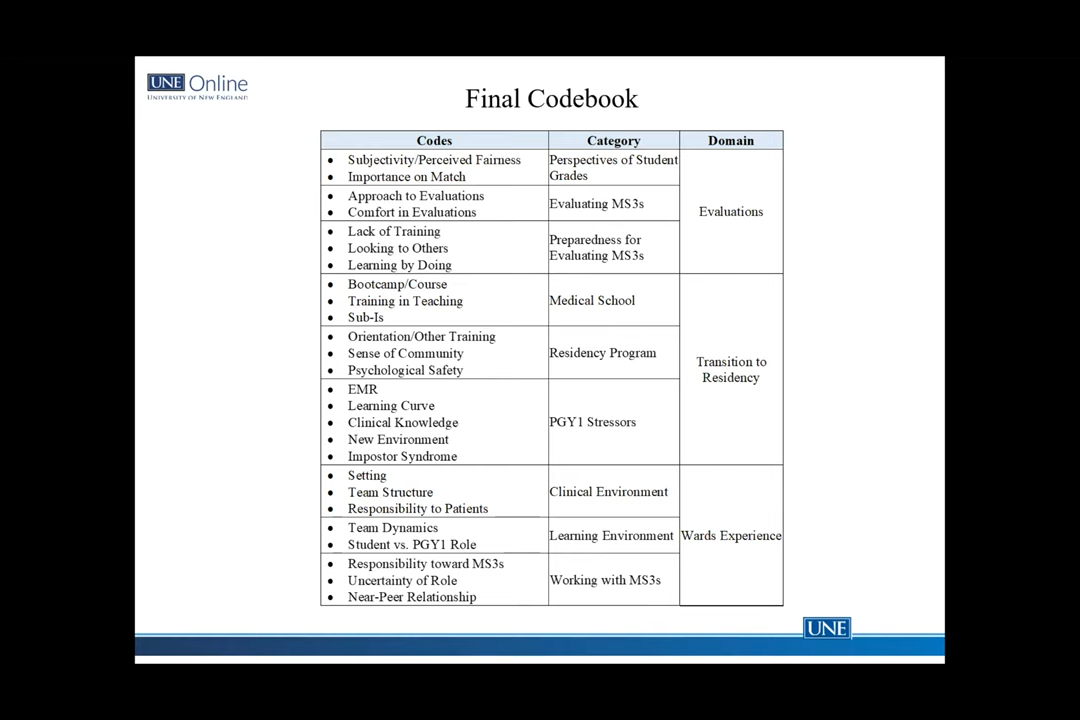 UNE Online
UNIVERSITY OF NEW ENGLAND
Final Codebook
Codes Category Domain
• Subjectivity/Perceived Fairness
• Importance on Match
Perspectives of Student
Grades
• Approach to Evaluations
• Comfort in Evaluations
Evaluating MS3s
• Lack of Training
• Looking to Others
• Learning by Doing
Preparedness for
Evaluating MS3s
Evaluations
• Bootcamp/Course
• Training in Teaching
• Sub-Is
Medical School
• Orientation/Other Training
• Sense of Community
• Psychological Safety
Residency Program
• EMR
• Learning Curve
• Clinical Knowledge
• New Environment
• Impostor Syndrome
PGY1 Stressors
Transition to
Residency
• Setting
• Team Structure
• Responsibility to Patients
Clinical Environment
• Team Dynamics
• Student vs. PGY1 Role
Learning Environment
• Responsibility toward MS3s
• Uncertainty of Role
• Near-Peer Relationship
Working with MS3s
Wards Experience
UNE